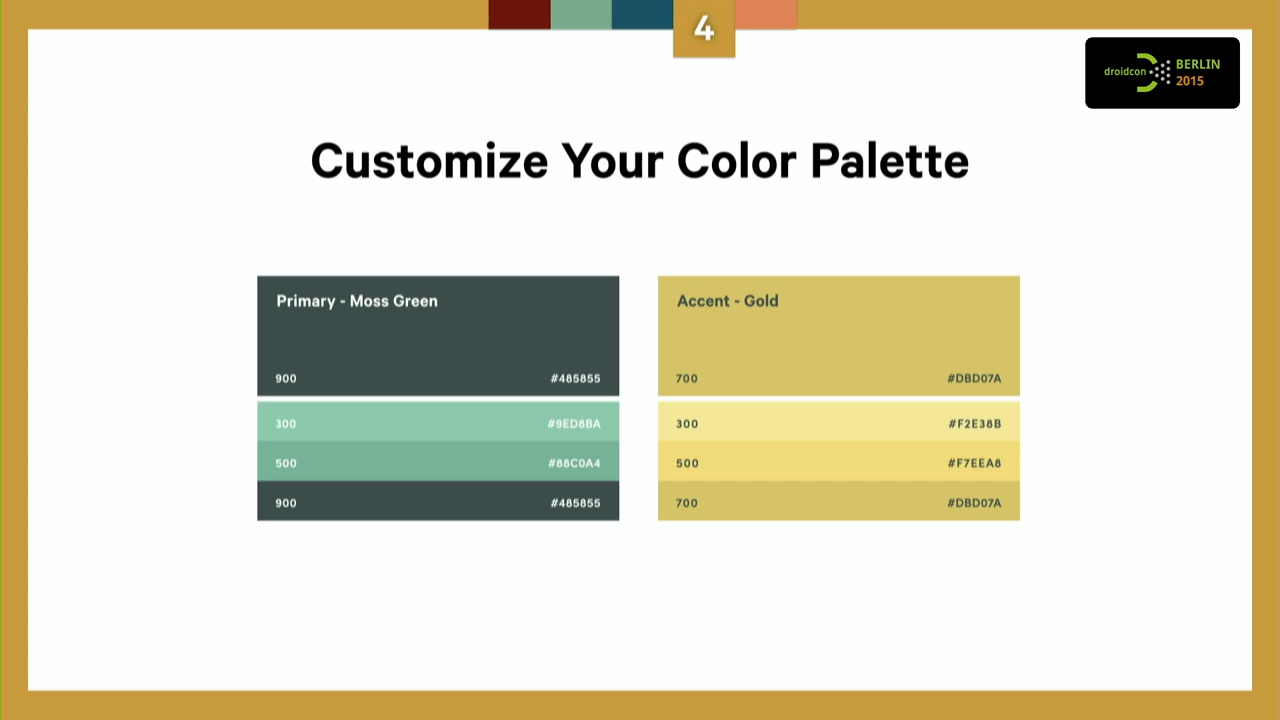 4
droidcon BERLIN
2015
Customize Your Color Palette
Primary - Moss Green
900 #485855
300 #9ED8BA
500 #88C0A4
900 #485855
Accent - Gold
700 #DBD07A
300 #F2E38B
500 #F7EEA8
700 #DBD07A